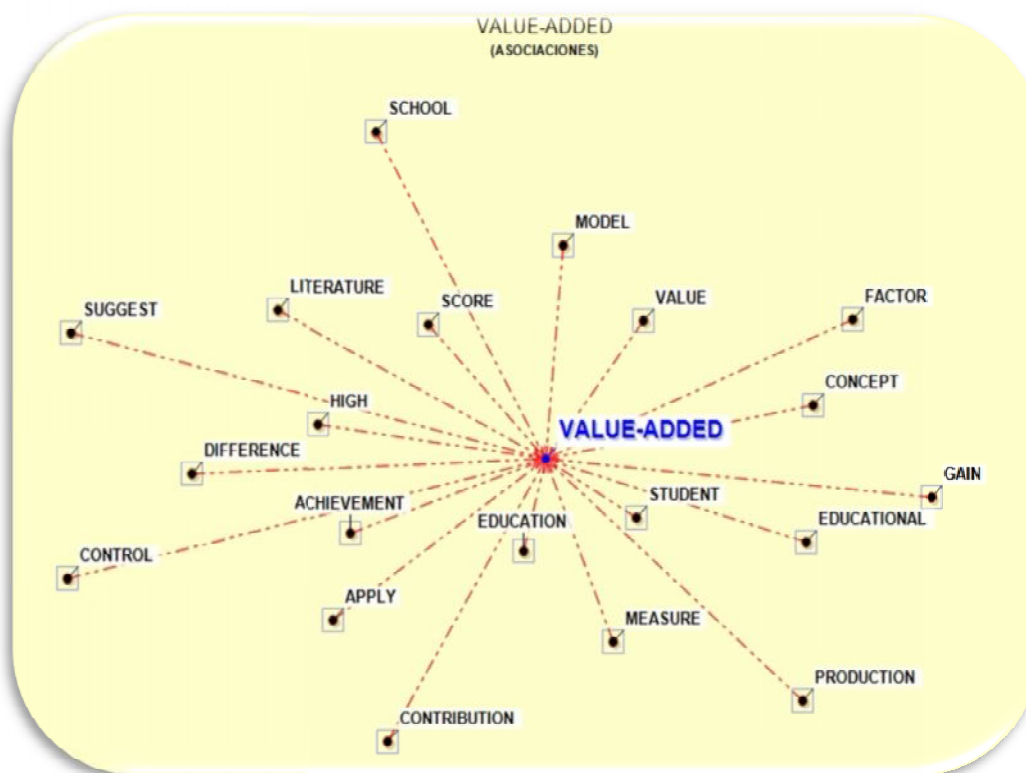 VALUE-ADDED
(ASOCIACIONES)
SCHOOL
MODEL
LITERATURE
SCORE
VALUE
FACTOR
SUGGEST
CONCEPT
HIGH
VALUE-ADDED
DIFFERENCE
GAIN
ACHIEVEMENT
STUDENT
EDUCATION
EDUCATIONAL
CONTROL
APPLY
MEASURE
PRODUCTION
CONTRIBUTION